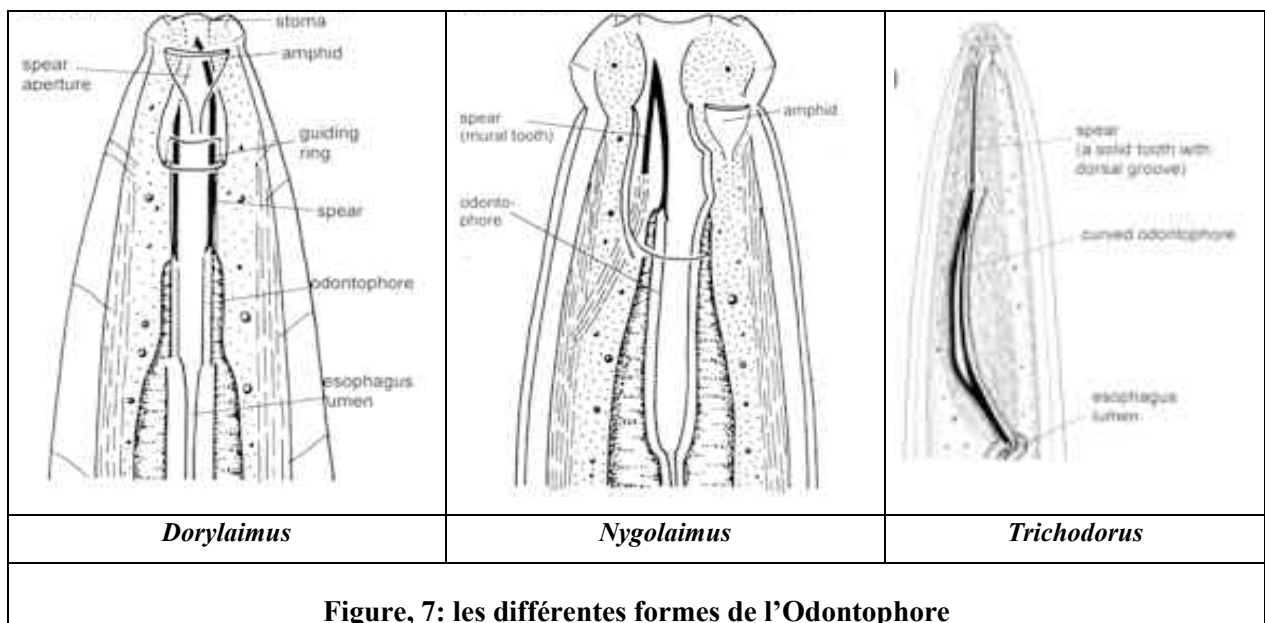 stoma
amphid
spear
aperture
guiding
ring
spear
odontophore
esophagus
lumen
spear
(mural tooth)
amphid
odonto-
phore
spear
(a solid tooth with
dorsal groove)
curved odontophore
esophagus
lumen
Dorylaimus
Nygolaimus
Trichodorus
Figure, 7: les différentes formes de l’Odontophore